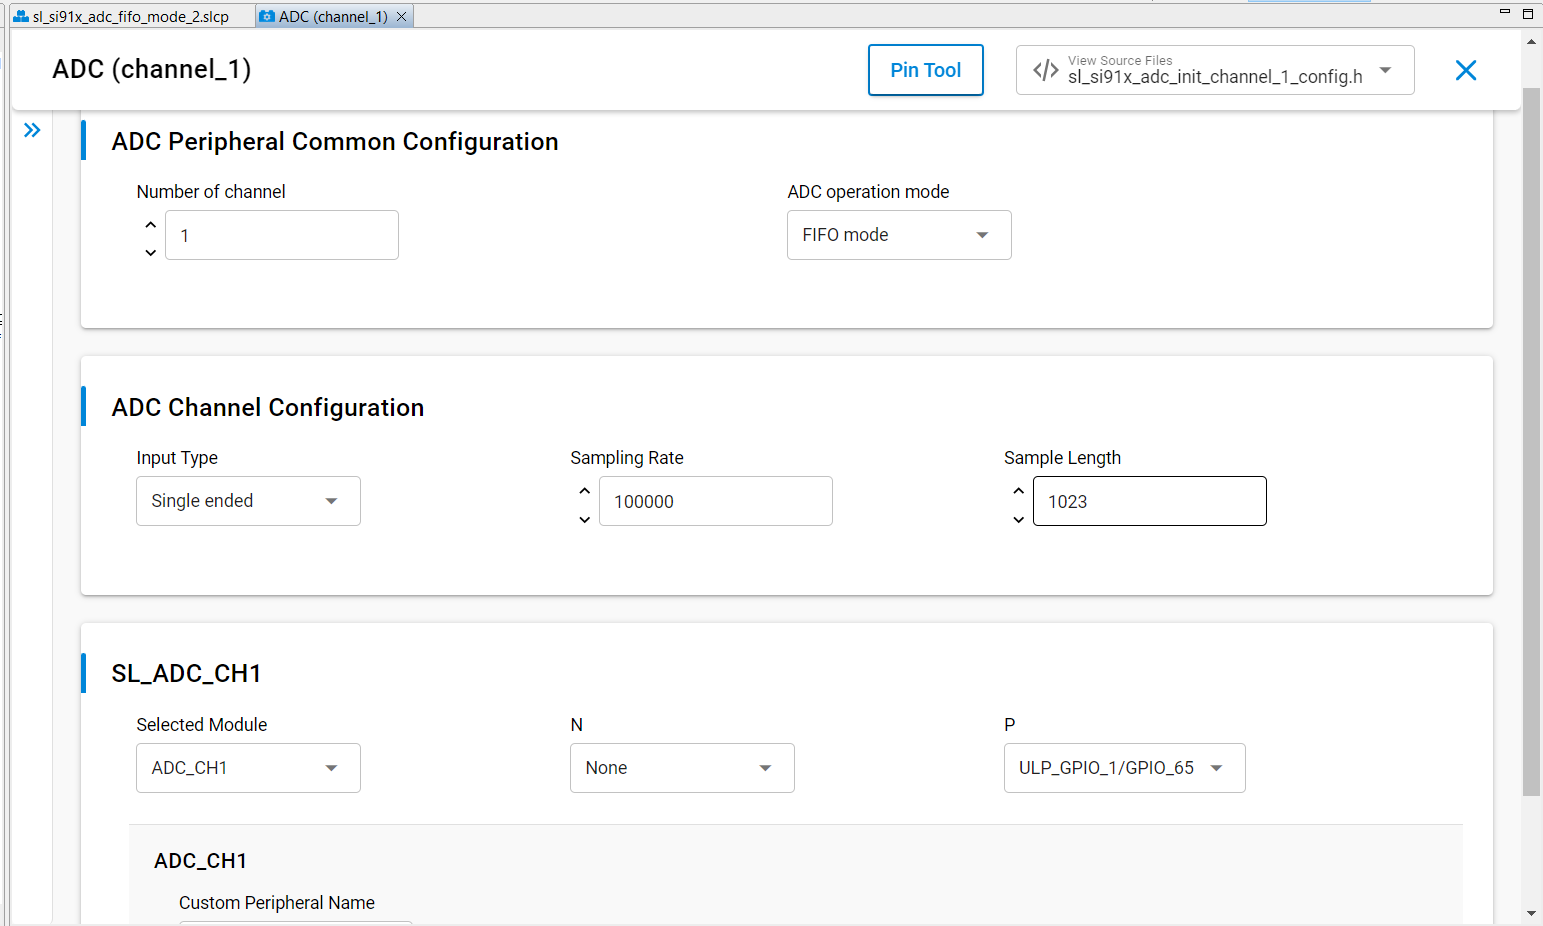 sl_si91x_adc_fifo_mode_2.slcp
ADC (channel_1)
ADC (channel_1)
Pin Tool
View Source Files
sl_si91x_adc_init_channel_1_config.h
ADC Peripheral Common Configuration
Number of channel
ADC operation mode
1
FIFO mode
ADC Channel Configuration
Input Type
Sampling Rate
Sample Length
Single ended
100000
1023
SL_ADC_CH1
Selected Module
N
P
ADC_CH1
None
ULP_GPIO_1/GPIO_65
ADC_CH1
Custom Peripheral Name